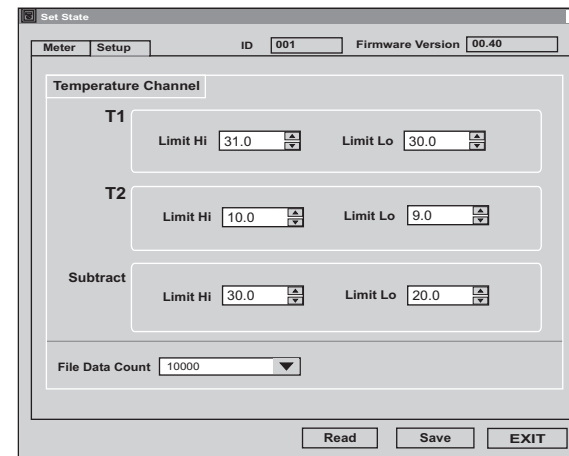 Set State
Meter Setup ID 001 Firmware Version 00.40
Temperature Channel
T1
Limit Hi 31.0 Limit Lo 30.0
T2
Limit Hi 10.0 Limit Lo 9.0
Subtract
Limit Hi 30.0 Limit Lo 20.0
File Data Count 10000
Read Save EXIT